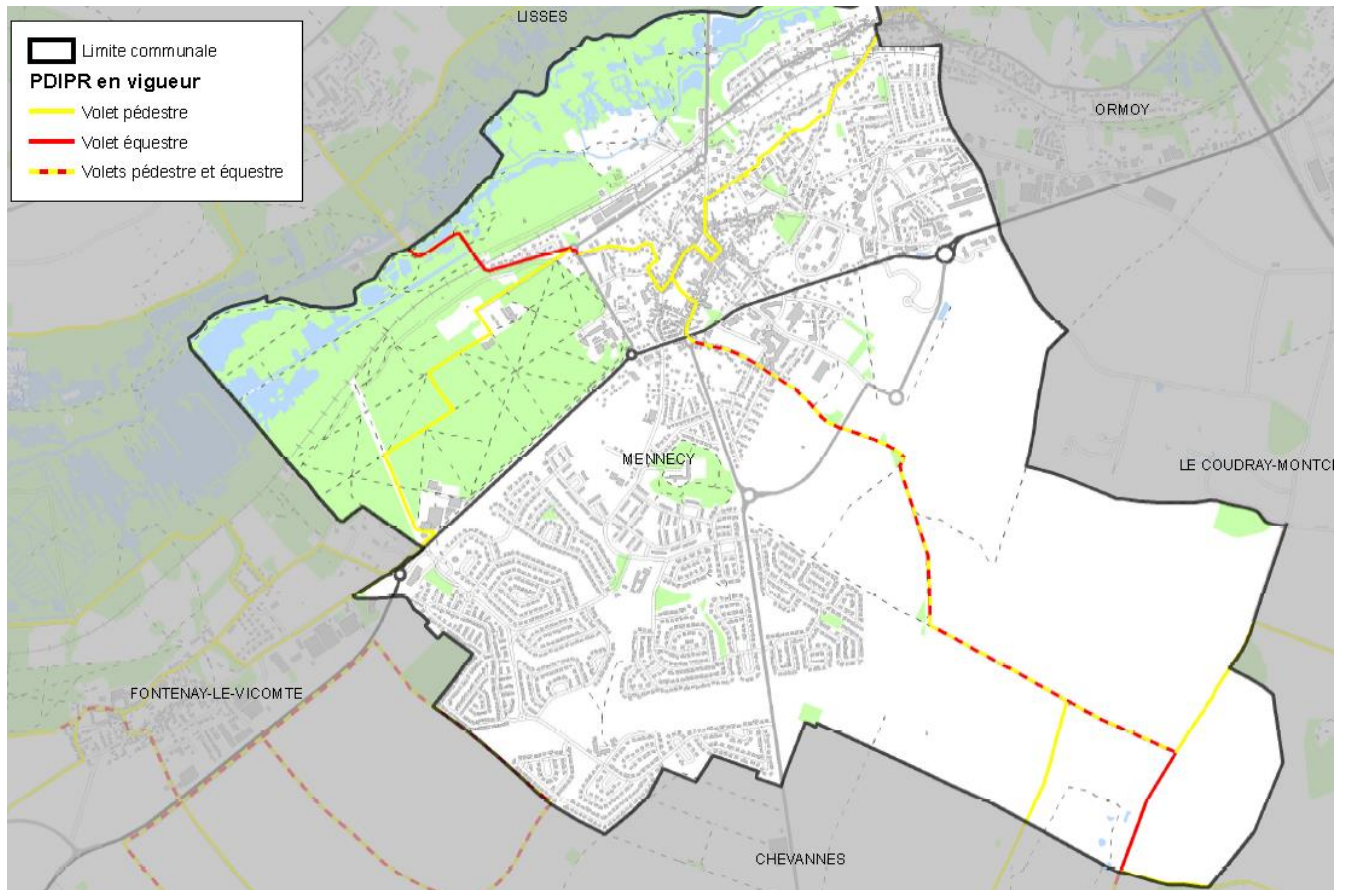 Limite communale
PDIPR en vigueur
Volet pédestre
Volet équestre
Volets pédestre et équestre
LISSES
ORMOY
MENNECY
LE COUDRAY-MONTC
FONTENAY-LE-VICOMTE
CHEVANNES